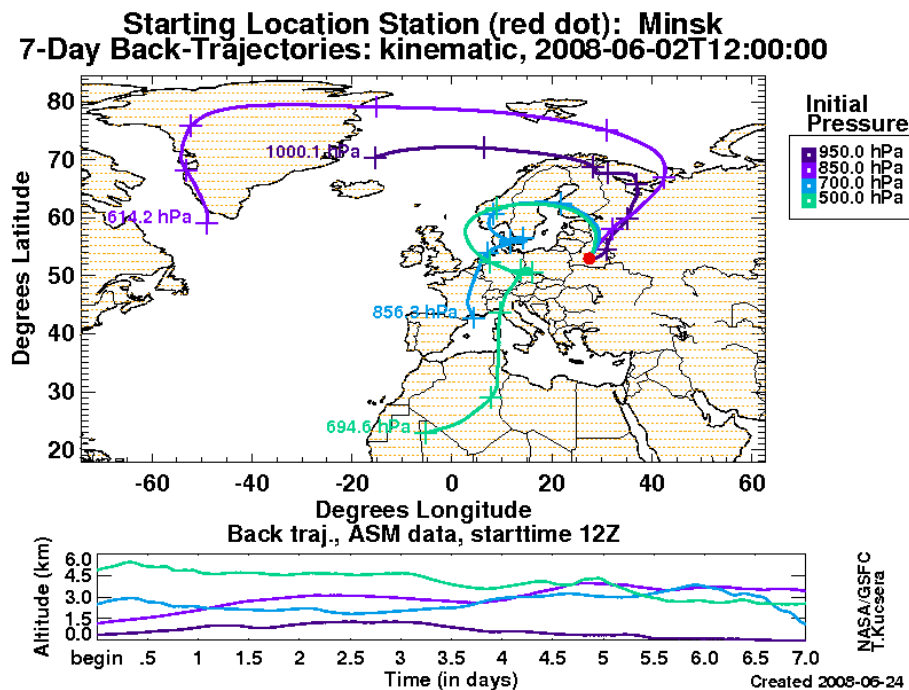 Starting Location Station (red dot):  Minsk
7-Day Back-Trajectories: kinematic, 2008-06-02T12:00:00
Initial
Pressure
950.0 hPa
850.0 hPa
700.0 hPa
500.0 hPa
Degrees Latitude
80
70
60
50
40
30
20
1000.1 hPa
614.2 hPa
856.3 hPa
694.6 hPa
-60 -40 -20 0 20 40 60
Degrees Longitude
Back traj., ASM data, starttime 12Z
Altitude (km)
6.0
4.5
3.0
1.5
0.0
begin .5 1 1.5 2 2.5 3 3.5 4 4.5 5 5.5 6 6.5 7.0
Time (in days)
NASA/GSFC
T.Kucsera
Created 2008-06-24